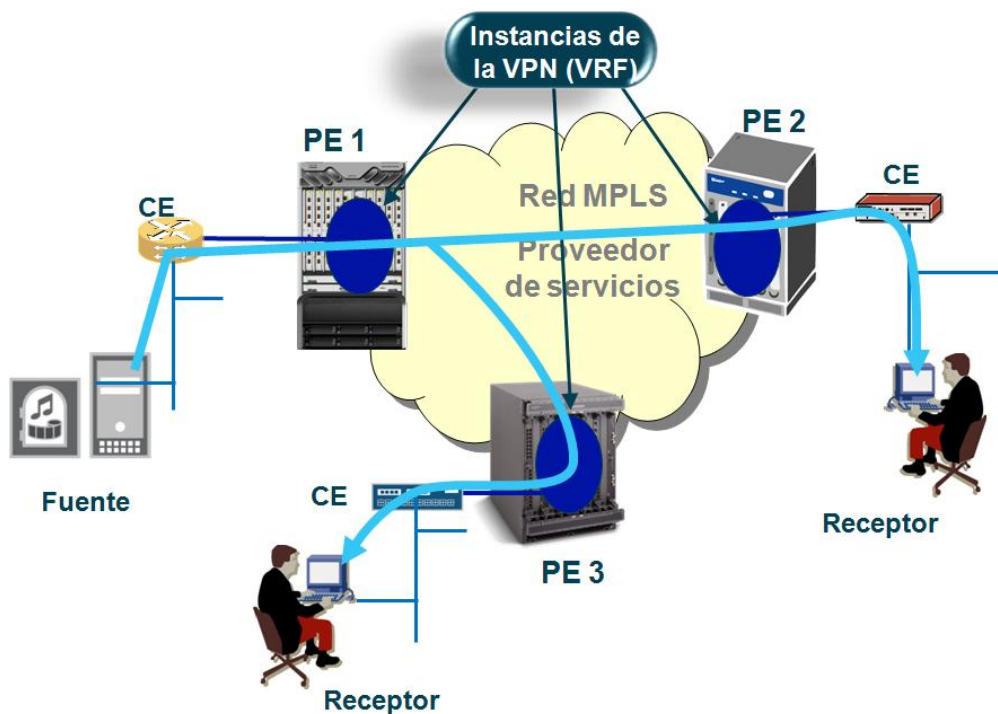 Instancias de
la VPN (VRF)
PE 1
PE 2
CE
CE
Red MPLS
Proveedor
de servicios
Fuente
CE
PE 3
Receptor
Receptor